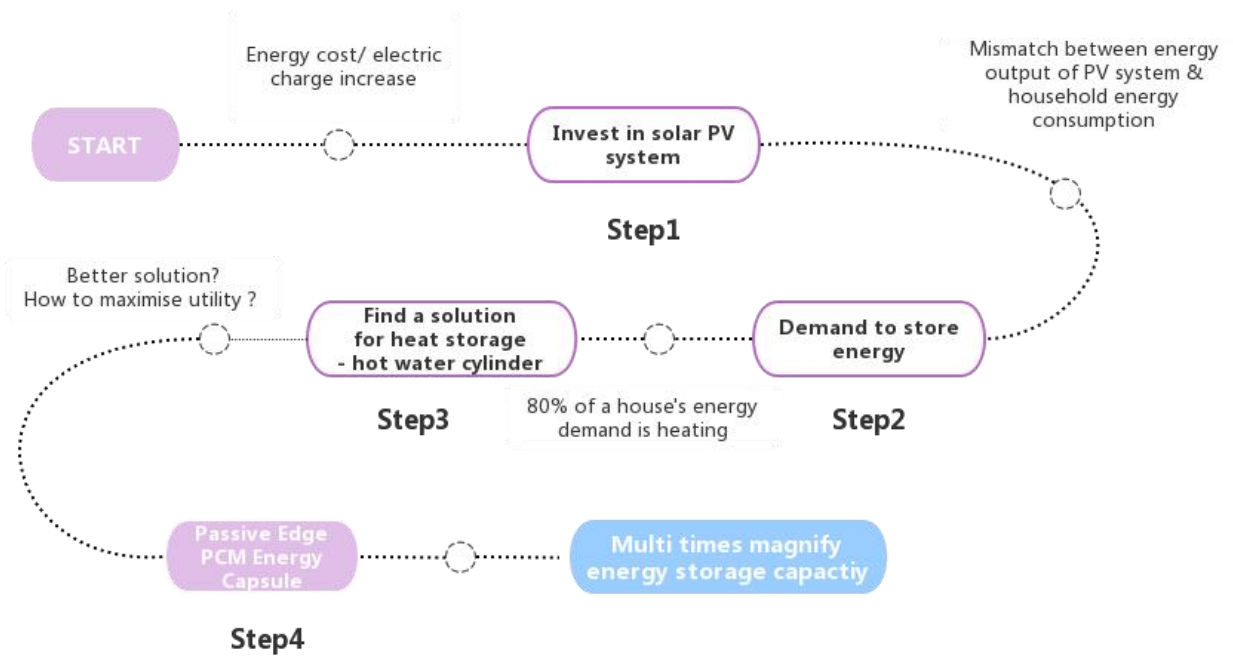 Energy cost/ electric
charge increase
START
Invest in solar PV
system
Step1
Mismatch between energy
output of PV system &
household energy
consumption
Demand to store
energy
Step2
80% of a house's energy
demand is heating
Find a solution
for heat storage
- hot water cylinder
Step3
Better solution?
How to maximise utility ?
Passive Edge
PCM Energy
Capsule
Step4
Multi times magnify
energy storage capactiy